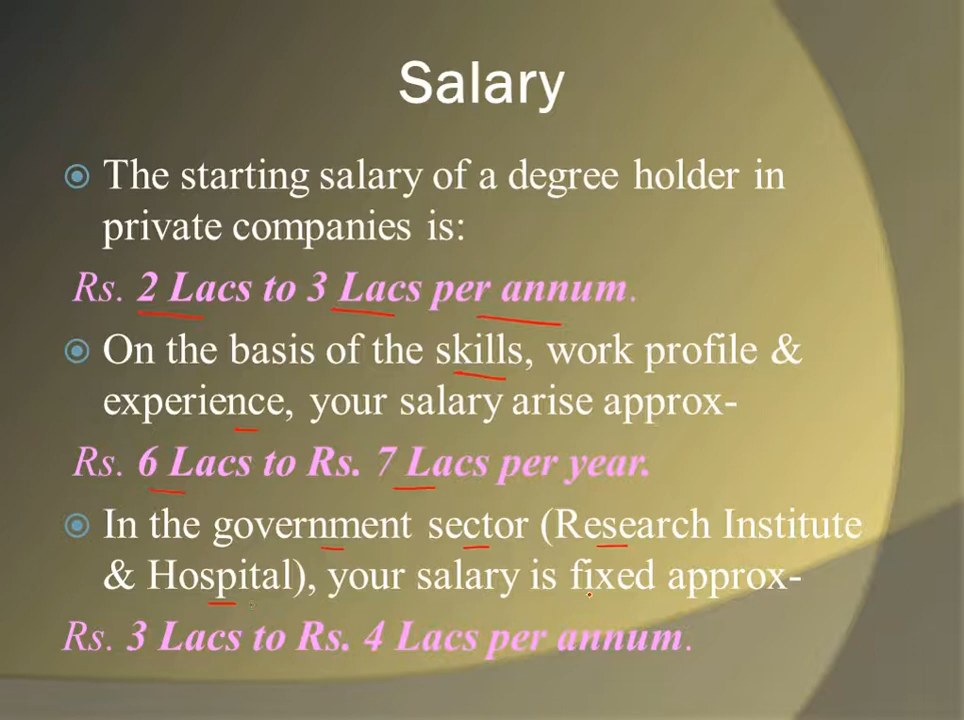 Salary
The starting salary of a degree holder in
private companies is:
Rs. 2 Lacs to 3 Lacs per annum.
On the basis of the skills, work profile &
experience, your salary arise approx-
Rs. 6 Lacs to Rs. 7 Lacs per year.
In the government sector (Research Institute
& Hospital), your salary is fixed approx-
Rs. 3 Lacs to Rs. 4 Lacs per annum.